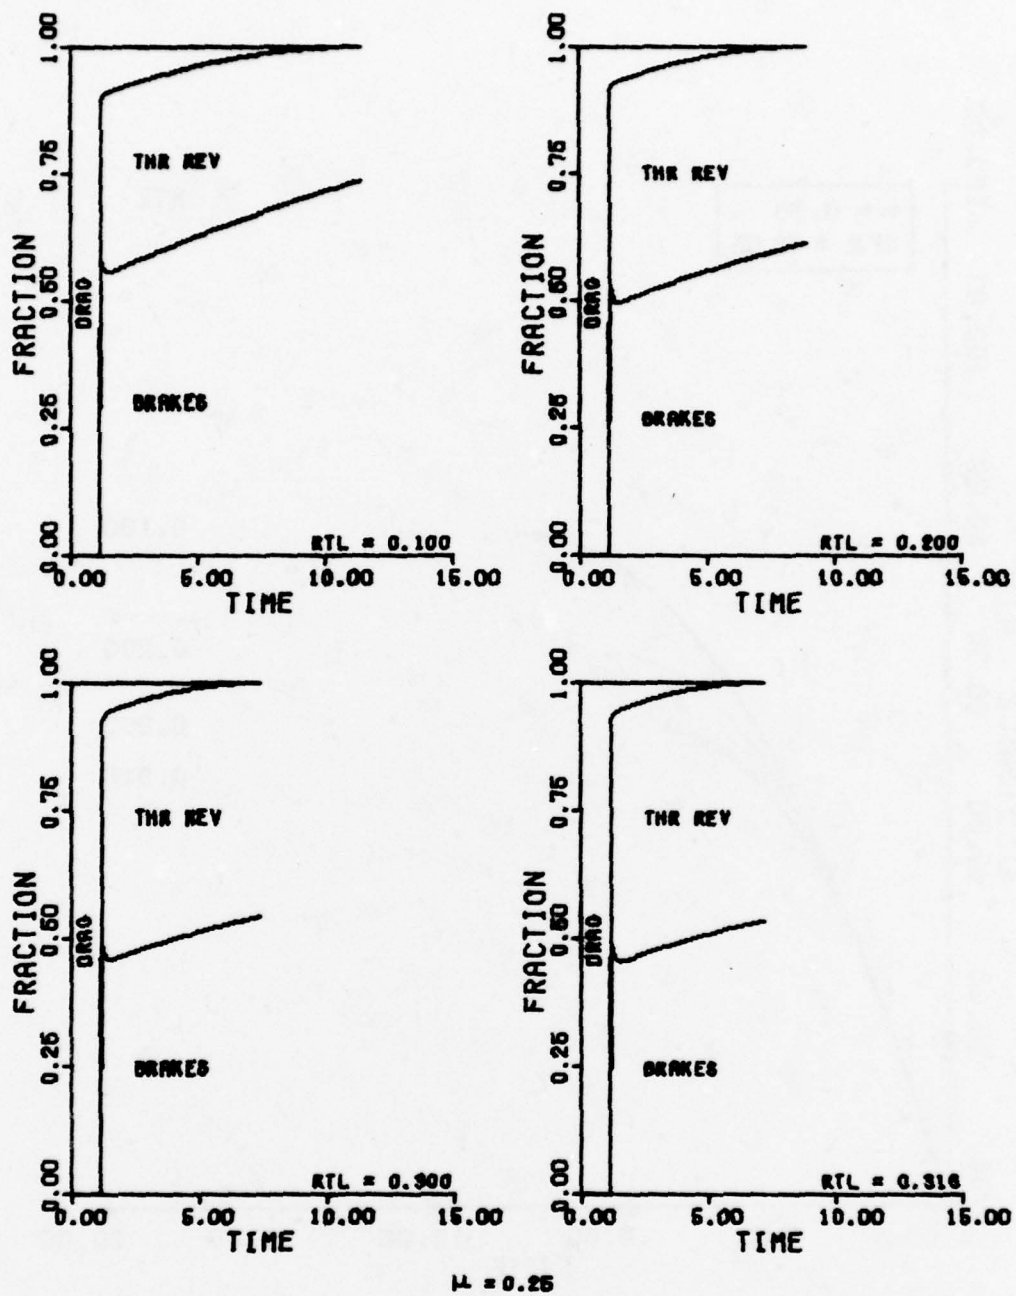 1.00
0.75
0.50
0.25
0.00
FRACTION
DRAG
THR REV
BRAKES
RTL = 0.100
0.00 5.00 10.00 15.00
TIME
1.00
0.75
0.50
0.25
0.00
FRACTION
DRAG
THR REV
BRAKES
RTL = 0.200
0.00 5.00 10.00 15.00
TIME
1.00
0.75
0.50
0.25
0.00
FRACTION
DRAG
THR REV
BRAKES
RTL = 0.300
0.00 5.00 10.00 15.00
TIME
1.00
0.75
0.50
0.25
0.00
FRACTION
DRAG
THR REV
BRAKES
RTL = 0.316
0.00 5.00 10.00 15.00
TIME
μ = 0.25